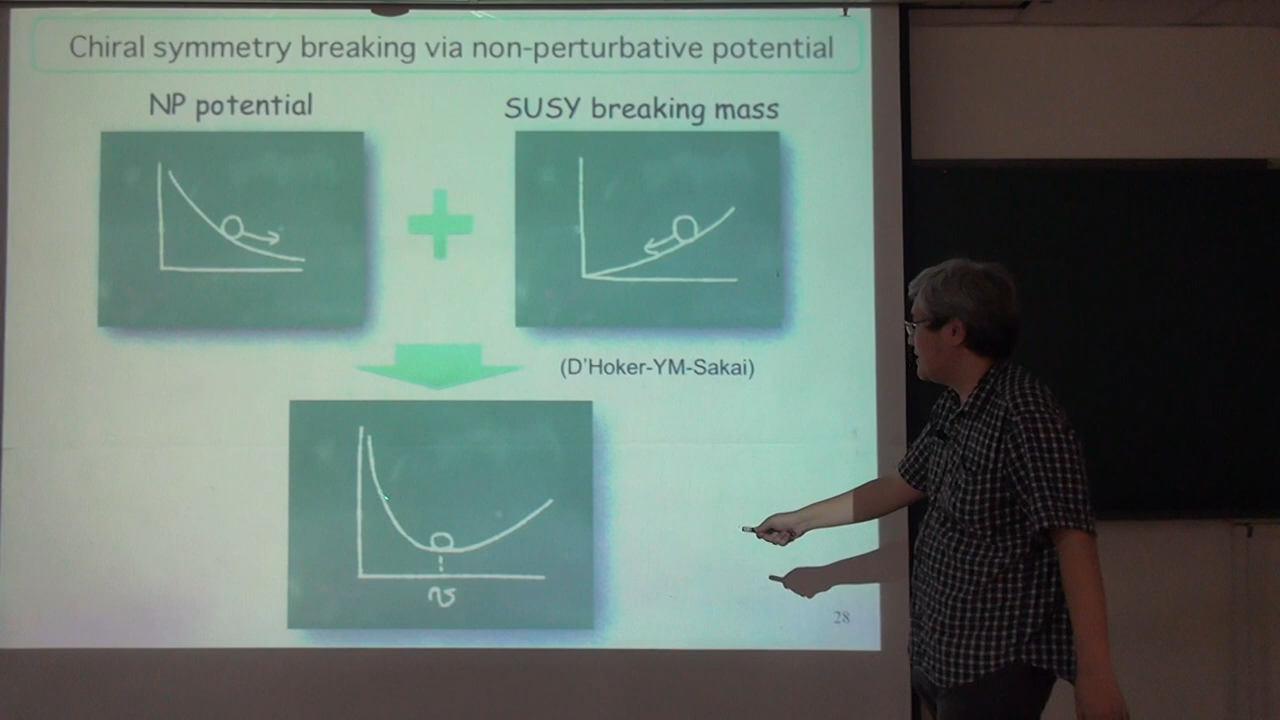 Chiral symmetry breaking via non-perturbative potential
NP potential
SUSY breaking mass
+
(D'Hoker-YM-Sakai)
v
28